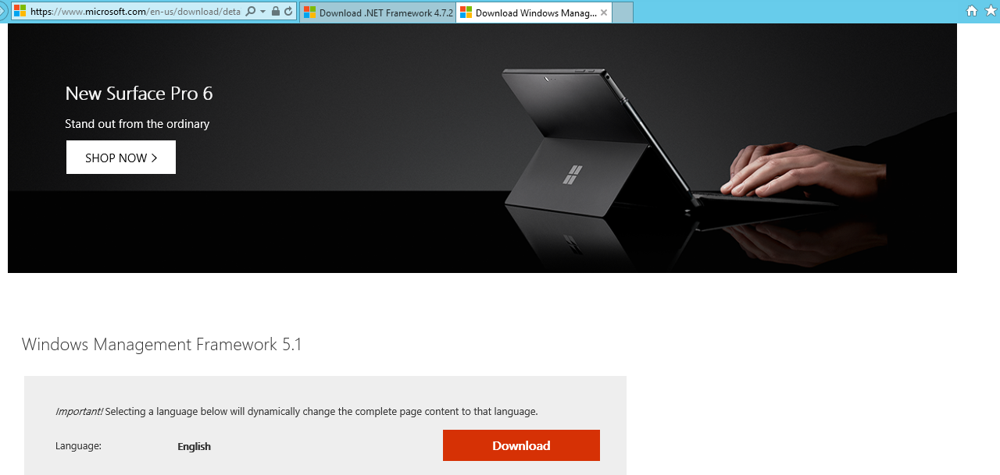 https://www.microsoft.com/en-us/download/deta
Download .NET Framework 4.7.2
Download Windows Manag...
New Surface Pro 6
Stand out from the ordinary
SHOP NOW >
Windows Management Framework 5.1
Important! Selecting a language below will dynamically change the complete page content to that language.
Language:
English
Download